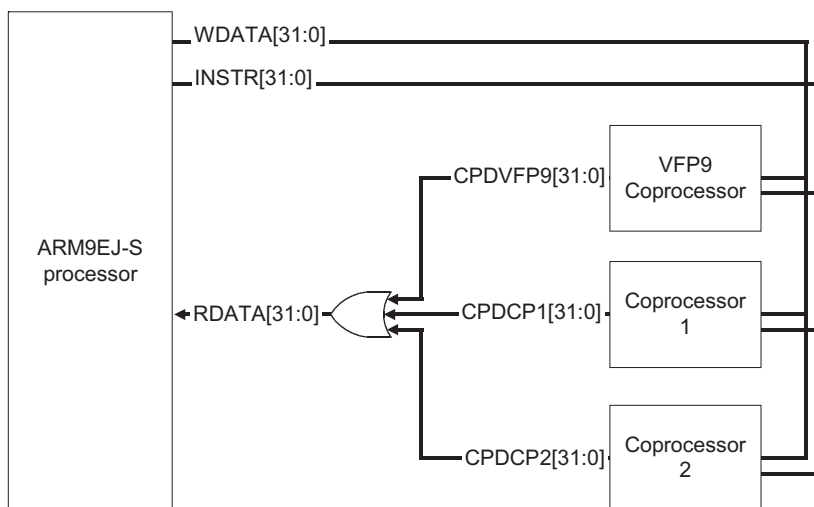 WDATA[31:0]
INSTR[31:0]
VFP9
Coprocessor
CPDVFP9[31:0]
ARM9EJ-S
processor
RDATA[31:0]
CPDCP1[31:0]
Coprocessor
1
CPDCP2[31:0]
Coprocessor
2